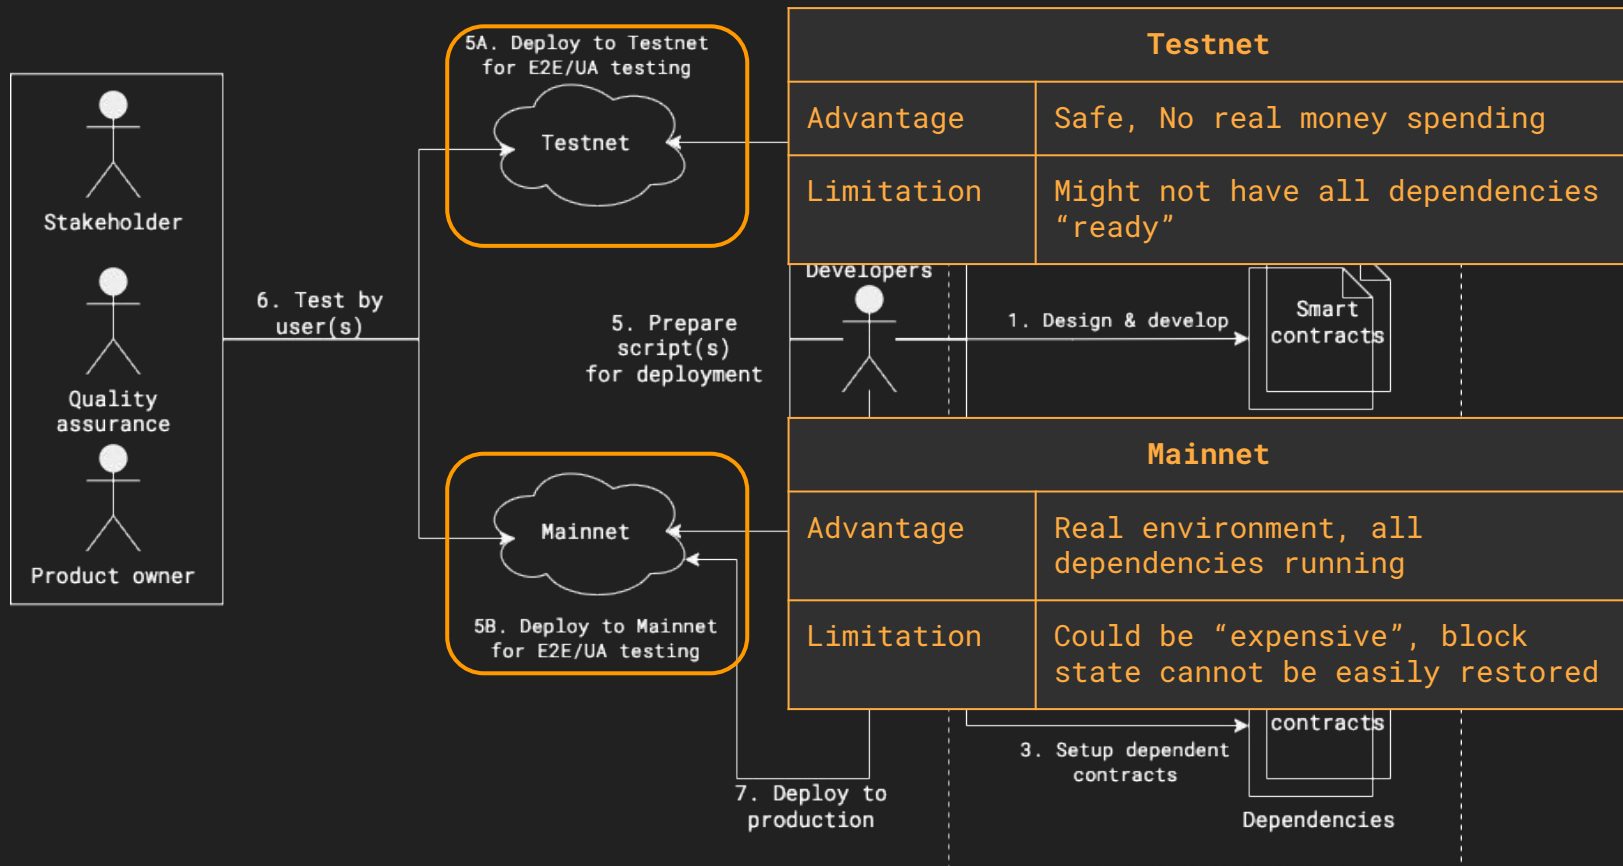 5A. Deploy to Testnet
for E2E/UA testing
Testnet
Stakeholder
Quality
assurance
Product owner
6. Test by
user(s)
5. Prepare
script(s)
for deployment
Mainnet
5B. Deploy to Mainnet
for E2E/UA testing
7. Deploy to
production
Testnet
Advantage
Safe, No real money spending
Limitation
Might not have all dependencies
“ready”
Developers
1. Design & develop
Smart
contracts
Mainnet
Advantage
Real environment, all
dependencies running
Limitation
Could be “expensive”, block
state cannot be easily restored
contracts
3. Setup dependent
contracts
Dependencies